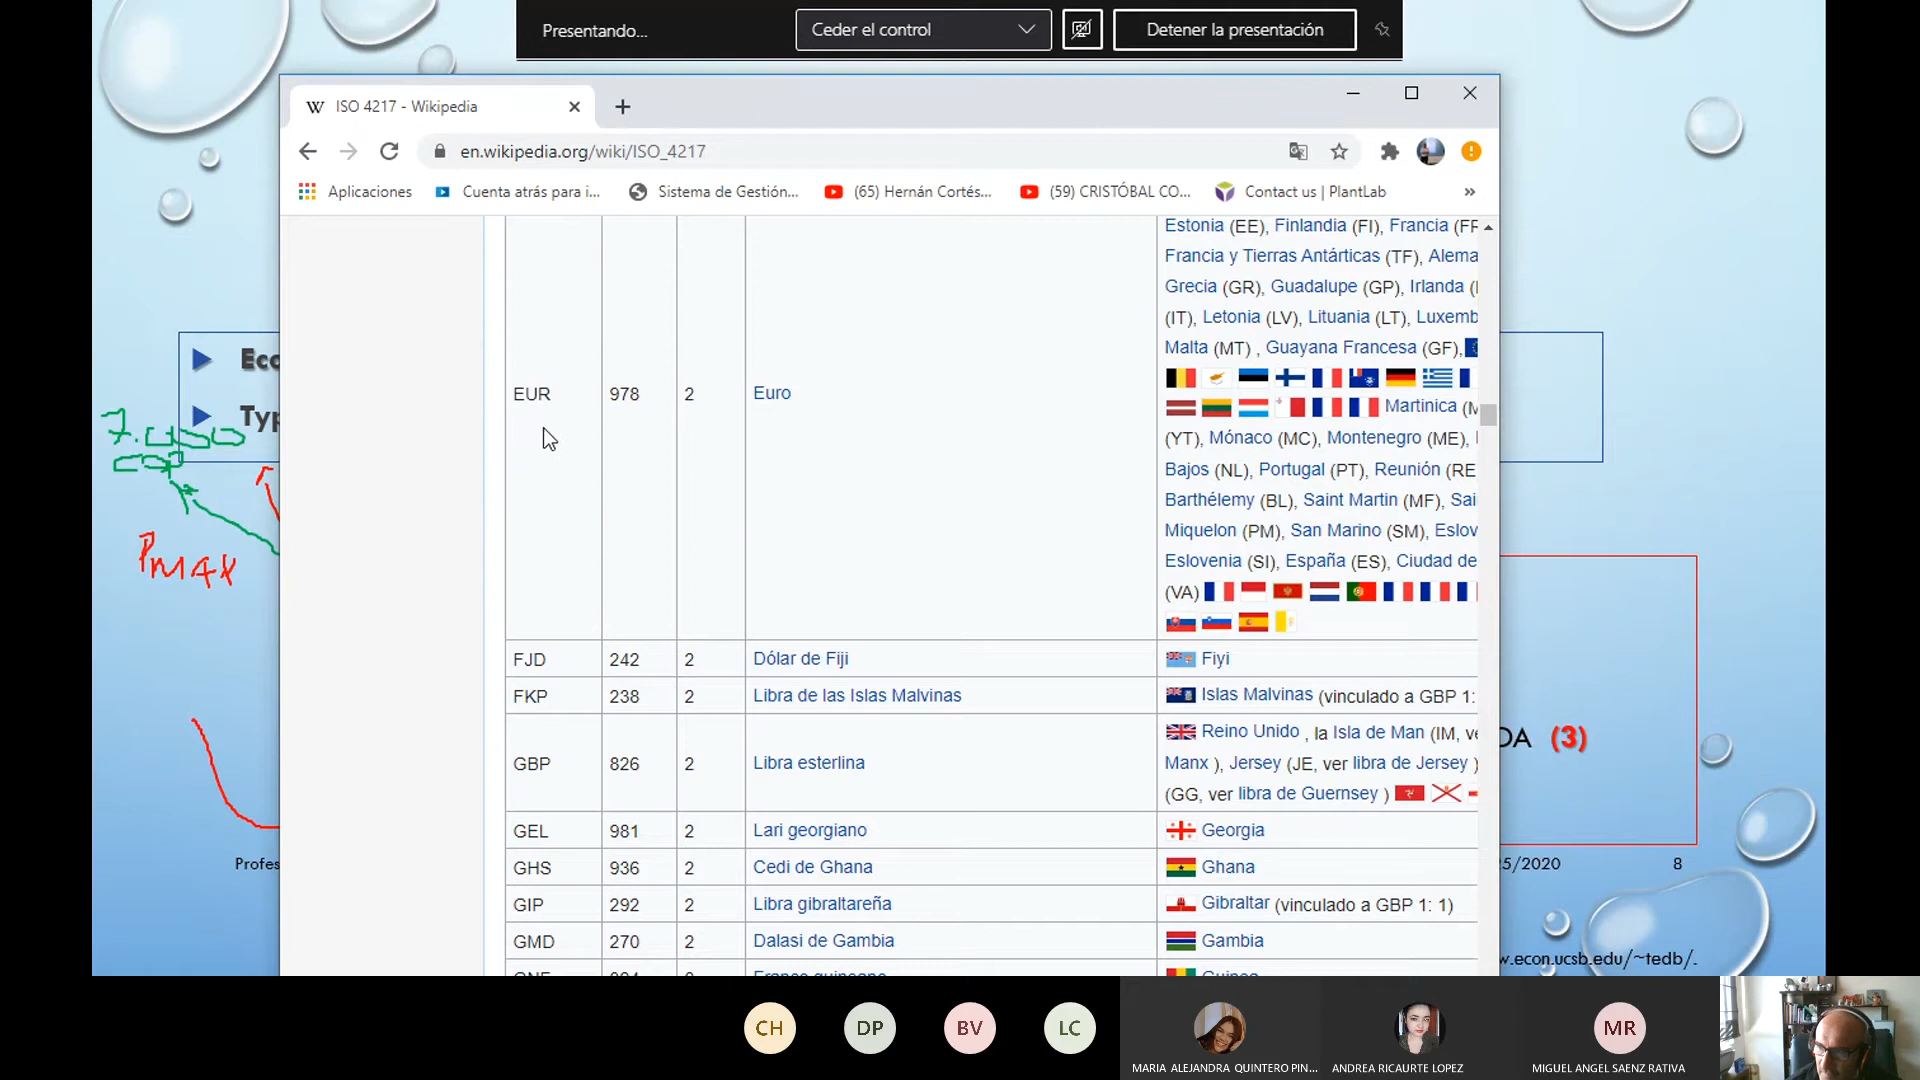 Presentando...
Ceder el control
Detener la presentación
ISO 4217 - Wikipedia
en.wikipedia.org/wiki/ISO_4217
Aplicaciones
Cuenta atrás para i...
Sistema de Gestión...
(65) Hernán Cortés...
(59) CRISTÓBAL CO...
Contact us | PlantLab
»
Estonia (EE), Finlandia (FI), Francia (FR
Francia y Tierras Antárticas (TF), Alema
Grecia (GR), Guadalupe (GP), Irlanda (
(IT), Letonia (LV), Lituania (LT), Luxemb
Malta (MT) , Guayana Francesa (GF),
EUR 978 2 Euro
Martinica (M
(YT), Mónaco (MC), Montenegro (ME),
Bajos (NL), Portugal (PT), Reunión (RE
Barthélemy (BL), Saint Martin (MF), Sai
Miquelon (PM), San Marino (SM), Eslov
Eslovenia (SI), España (ES), Ciudad de
(VA)
FJD 242 2 Dólar de Fiji Fiyi
FKP 238 2 Libra de las Islas Malvinas Islas Malvinas (vinculado a GBP 1:
Reino Unido , la Isla de Man (IM, ve
GBP 826 2 Libra esterlina Manx ), Jersey (JE, ver libra de Jersey )
(GG, ver libra de Guernsey )
GEL 981 2 Lari georgiano Georgia
GHS 936 2 Cedi de Ghana Ghana
GIP 292 2 Libra gibraltareña Gibraltar (vinculado a GBP 1: 1)
GMD 270 2 Dalasi de Gambia Gambia
Eco
Typ
7. USD
COP
PMAX
Profes
DA (3)
5/2020
8
w.econ.ucsb.edu/~tedb/.
CH
DP
BV
LC
MR
MARIA ALEJANDRA QUINTERO PIN...
ANDREA RICAURTE LOPEZ
MIGUEL ANGEL SAENZ RATIVA